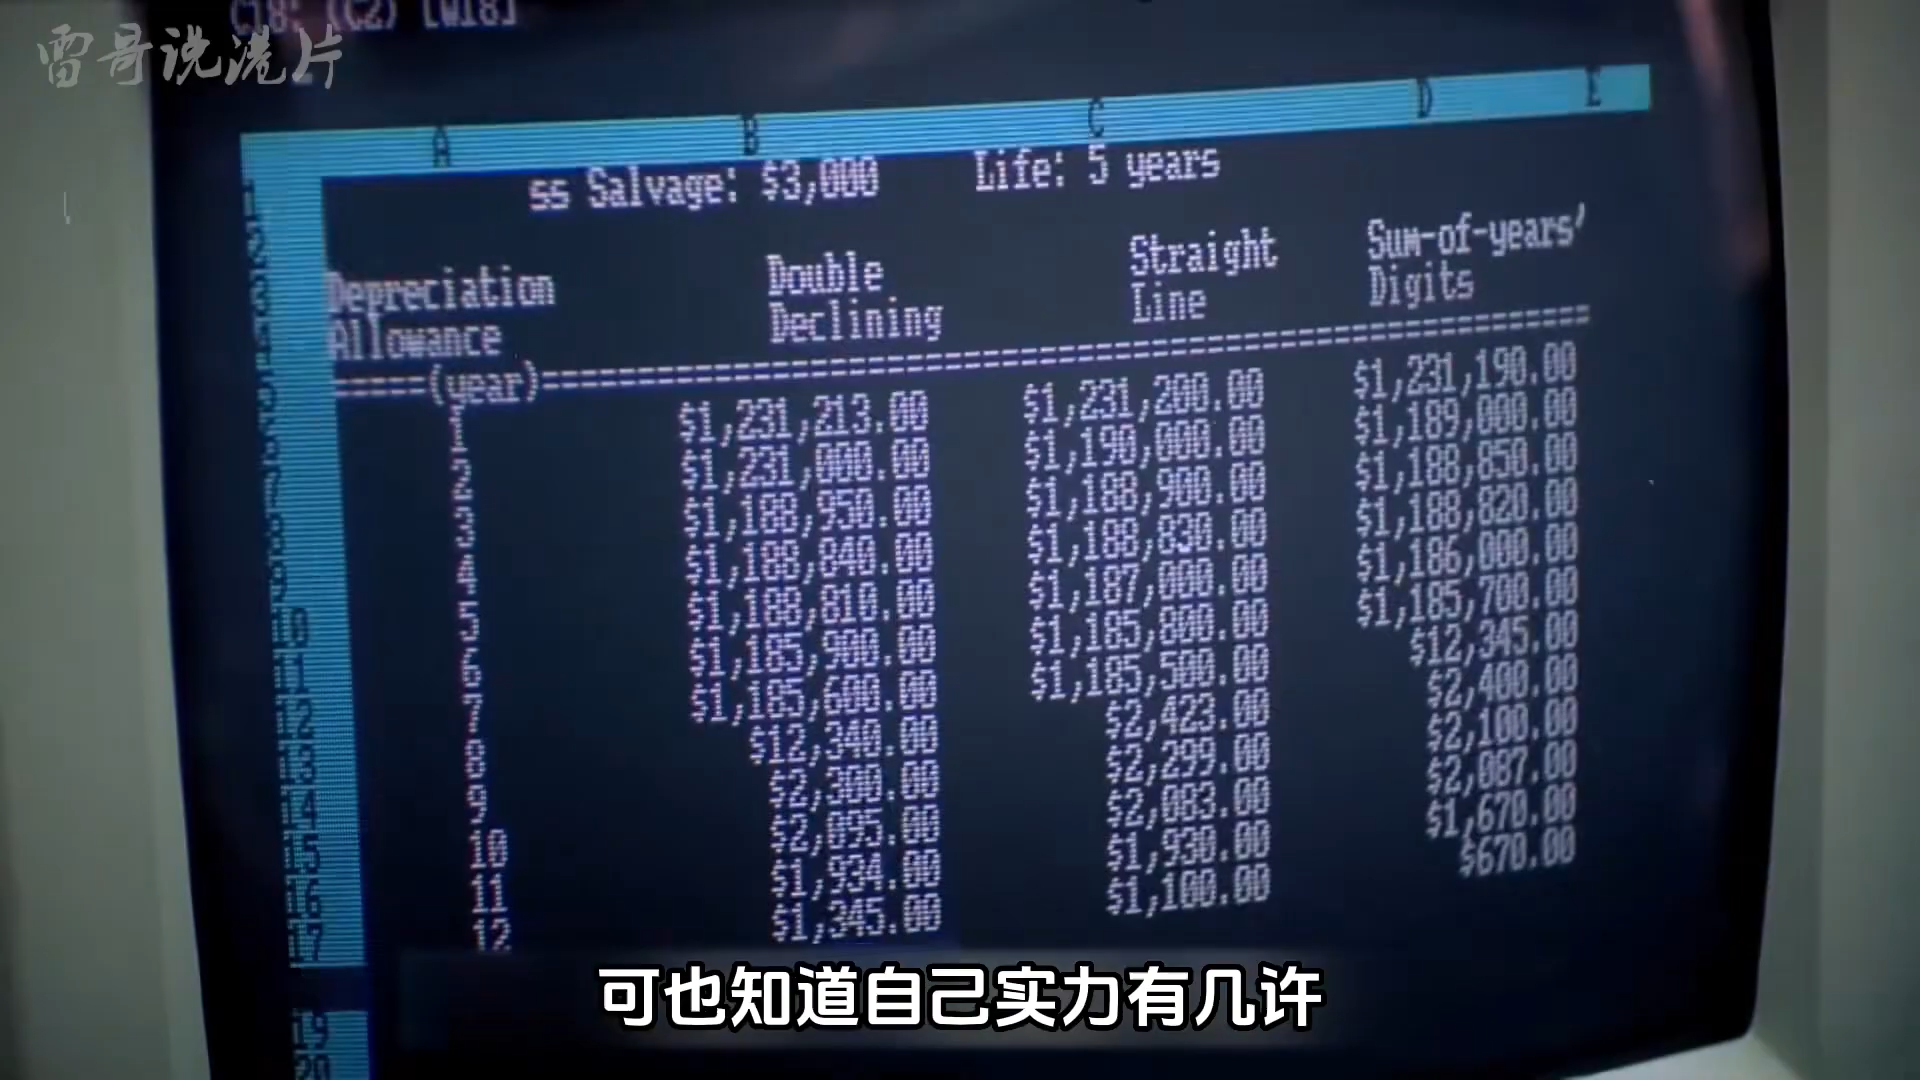 雷哥说港片
C18: (C2) [W18]
A B C D E
ss Salvage: $3,000 Life: 5 years
Depreciation Double Straight Sum-of-years'
Allowance Declining Line Digits
=====(year)=====
1 $1,231,213.00 $1,231,200.00 $1,231,190.00
2 $1,231,000.00 $1,190,000.00 $1,189,000.00
3 $1,188,950.00 $1,188,900.00 $1,188,850.00
4 $1,188,840.00 $1,188,830.00 $1,188,820.00
5 $1,188,810.00 $1,187,000.00 $1,186,000.00
6 $1,185,900.00 $1,185,800.00 $1,185,700.00
7 $1,185,600.00 $1,185,500.00 $12,345.00
8 $12,340.00 $2,423.00 $2,400.00
9 $2,300.00 $2,299.00 $2,100.00
10 $2,095.00 $2,083.00 $2,087.00
11 $1,934.00 $1,930.00 $1,670.00
12 $1,345.00 $1,100.00 $670.00
19
20
可也知道自己实力有几许